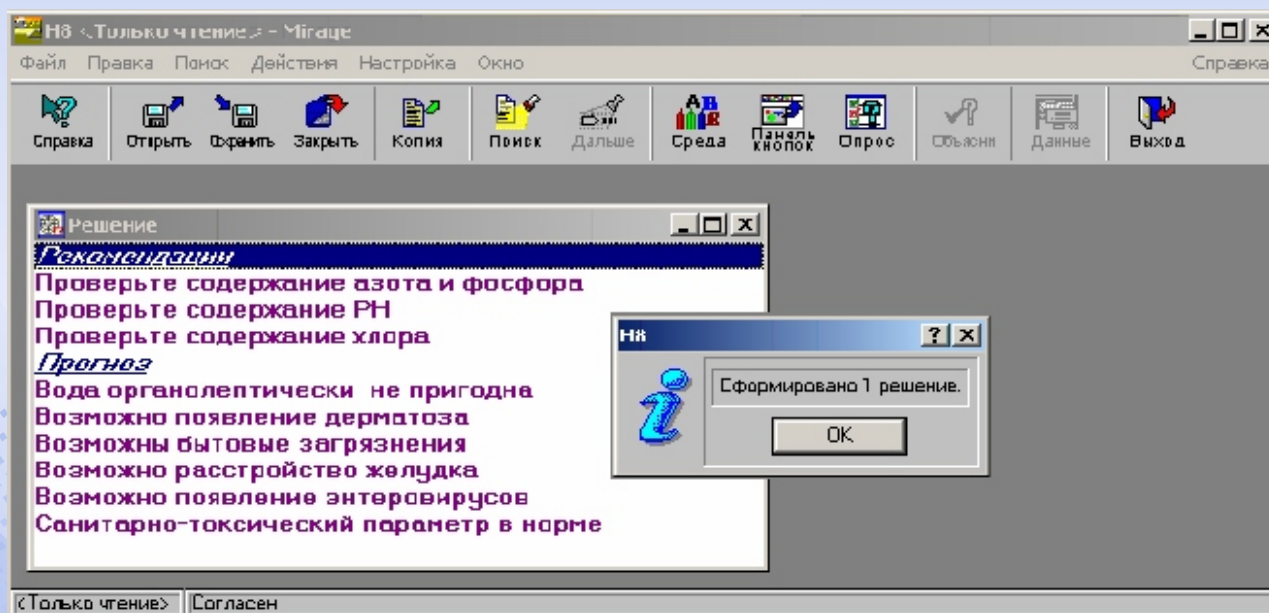 H8 <Только чтение> - Mirage
Файл Правка Поиск Действия Настройка Окно Справка
Справка Открыть Сохранить Закрыть Копия Поиск Дальше Среда Панель кнопок Опрос Объясни Данные Выход
Решение
Рекомендации
Проверьте содержание азота и фосфора
Проверьте содержание PH
Проверьте содержание хлора
Прогноз
Вода органолептически не пригодна
Возможно появление дерматоза
Возможны бытовые загрязнения
Возможно расстройство желудка
Возможно появление энтеровирусов
Санитарно-токсический параметр в норме
H8
Сформировано 1 решение.
OK
<Только чтение> Согласен